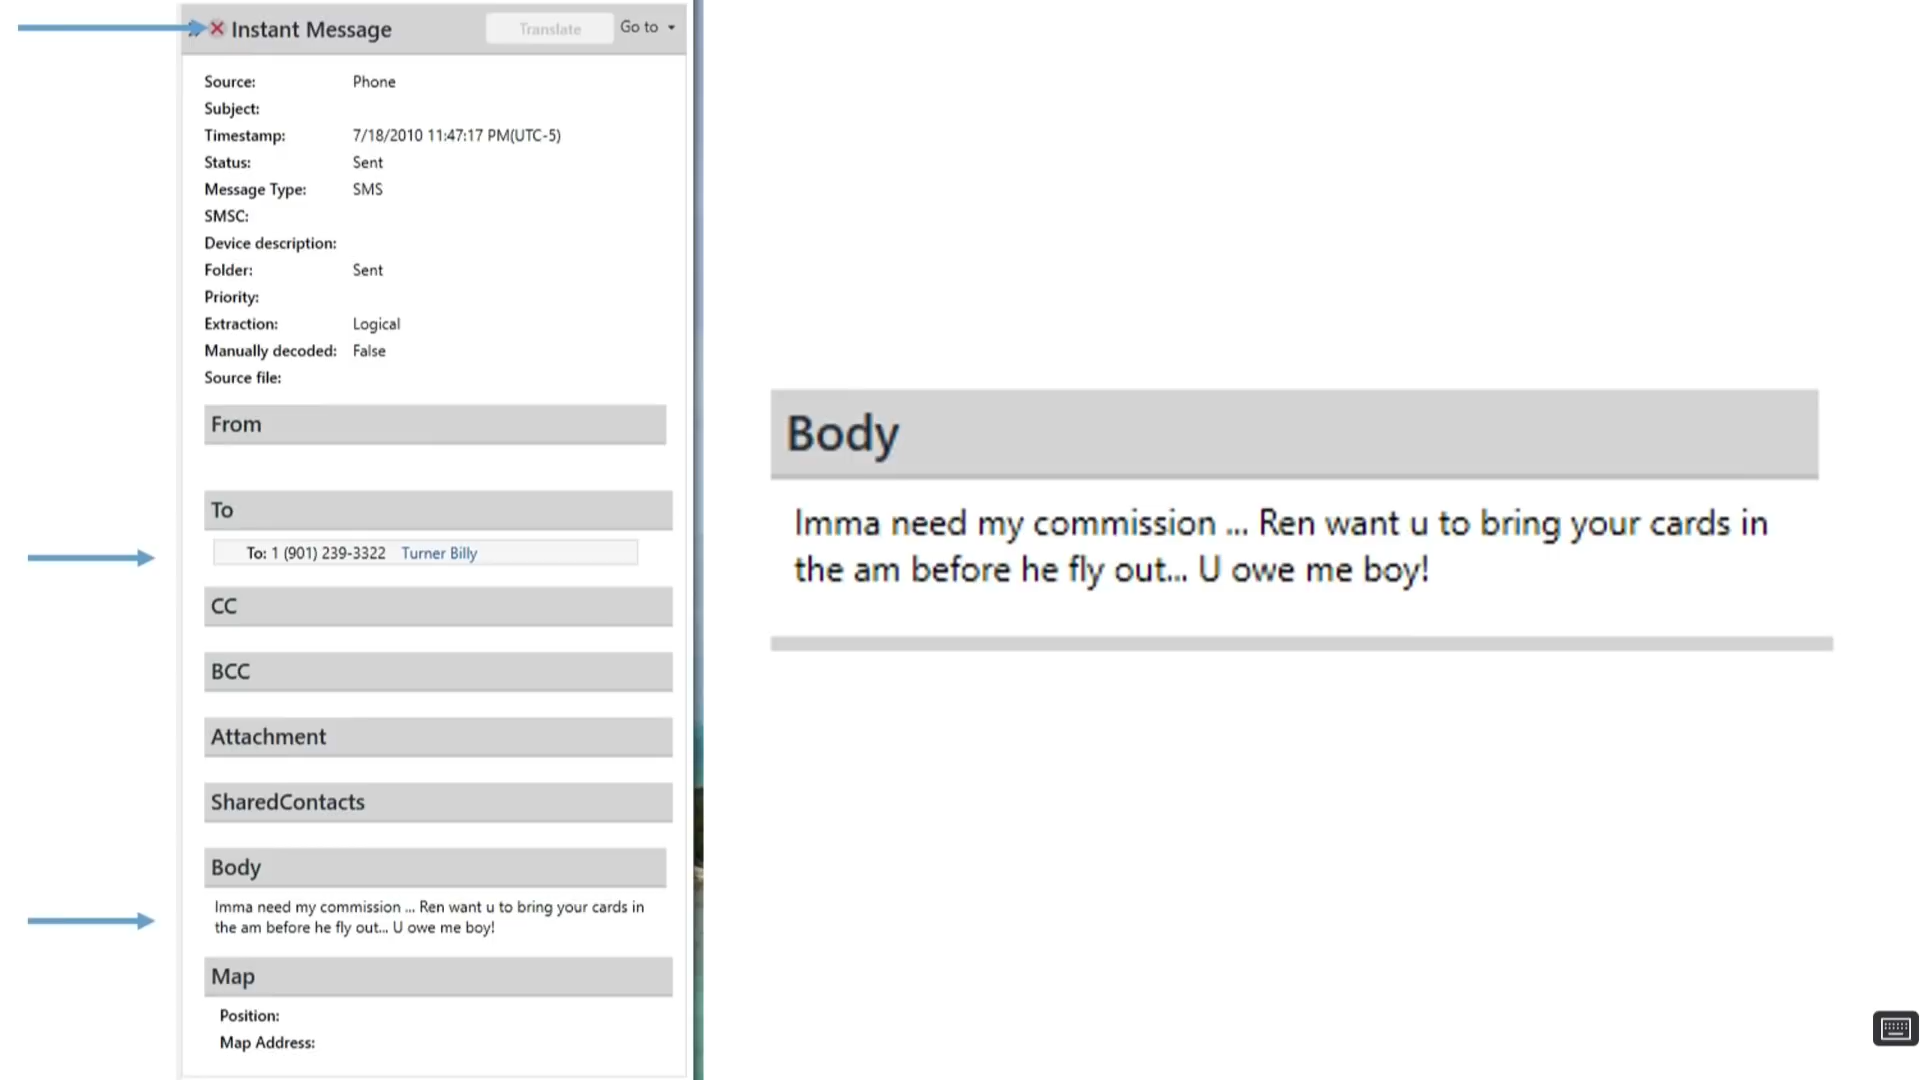 Instant Message
Translate
Go to
Source: Phone
Subject:
Timestamp: 7/18/2010 11:47:17 PM(UTC-5)
Status: Sent
Message Type: SMS
SMSC:
Device description:
Folder: Sent
Priority:
Extraction: Logical
Manually decoded: False
Source file:
From
To
To: 1 (901) 239-3322 Turner Billy
CC
BCC
Attachment
SharedContacts
Body
Imma need my commission ... Ren want u to bring your cards in
the am before he fly out... U owe me boy!
Map
Position:
Map Address:
Body
Imma need my commission ... Ren want u to bring your cards in
the am before he fly out... U owe me boy!